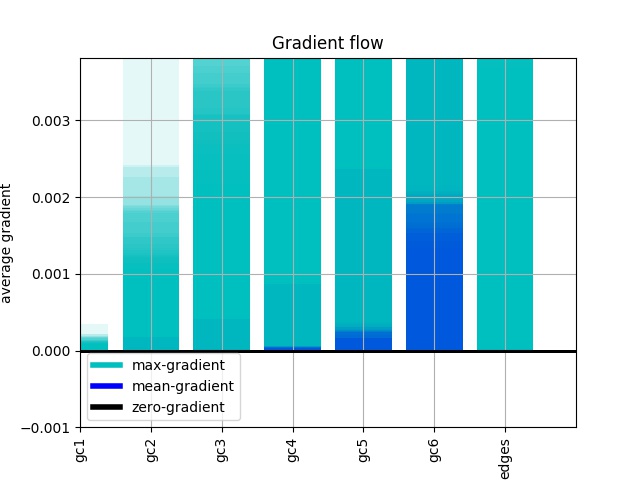 Gradient flow
average gradient
0.003
0.002
0.001
0.000
−0.001
max-gradient
mean-gradient
zero-gradient
gc1
gc2
gc3
gc4
gc5
gc6
edges